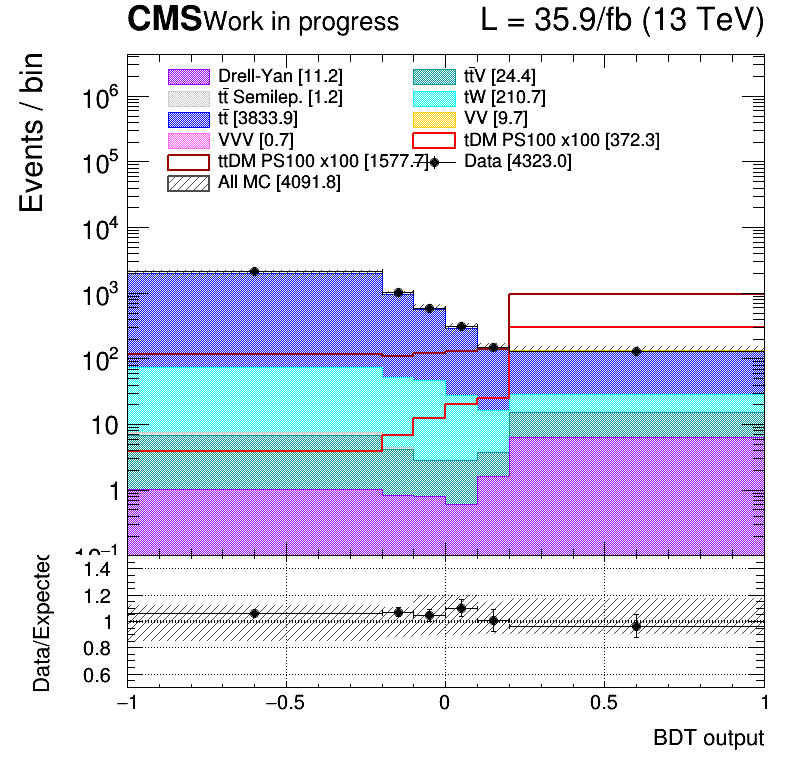 CMS Work in progress L = 35.9/fb (13 TeV)
Events / bin
Drell-Yan [11.2] tt̄V [24.4]
tt̄ Semilep. [1.2] tW [210.7]
tt̄ [3833.9] VV [9.7]
VVV [0.7] tDM PS100 x100 [372.3]
ttDM PS100 x100 [1577.7] Data [4323.0]
All MC [4091.8]
10⁶
10⁵
10⁴
10³
10²
10
1
10⁻¹
Data/Expected
1.4
1.2
1
0.8
0.6
−1 −0.5 0 0.5 1
BDT output